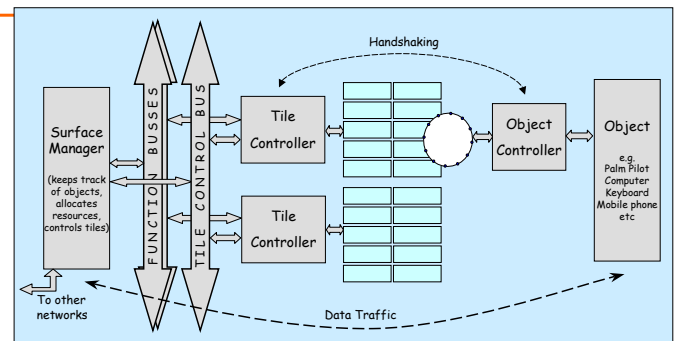 Handshaking
Surface
Manager
(keeps track
of objects,
allocates
resources,
controls tiles)
To other
networks
FUNCTION BUSSES
TILE CONTROL BUS
Tile
Controller
Tile
Controller
Object
Controller
Object
e.g.
Palm Pilot
Computer
Keyboard
Mobile phone
etc
Data Traffic